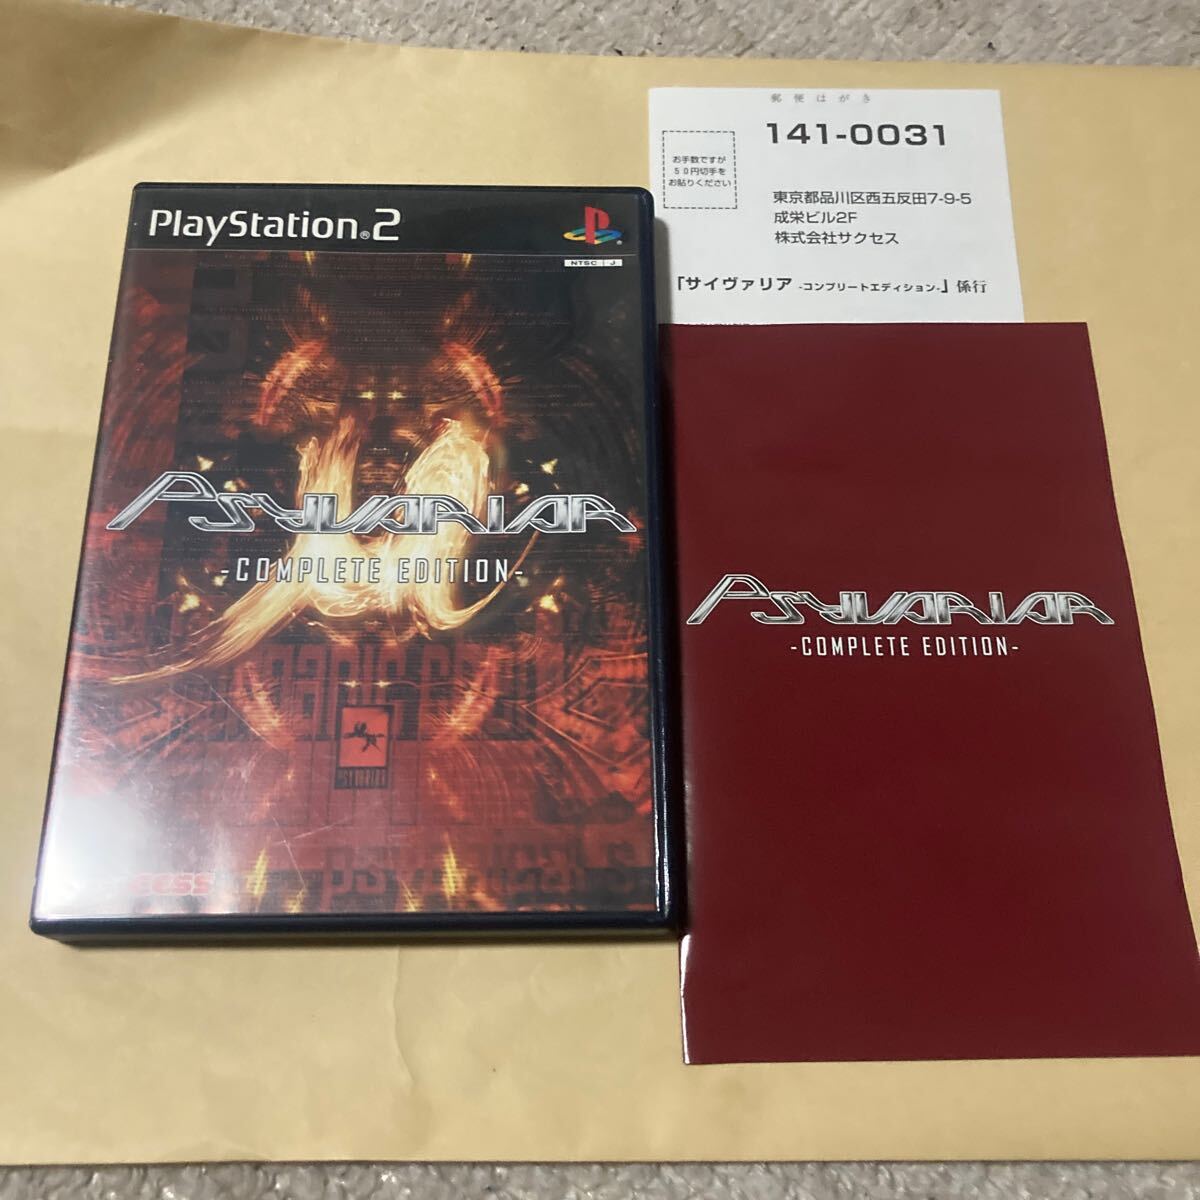 PlayStation®2
NTSC J
PSYVARIAR
-COMPLETE EDITION-
μ
PSYVARIAR
郵便はがき
141-0031
お手数ですが
50円切手を
お貼りください
東京都品川区西五反田7-9-5
成栄ビル2F
株式会社サクセス
「サイヴァリア -コンプリートエディション-」係行
PSYVARIAR
-COMPLETE EDITION-